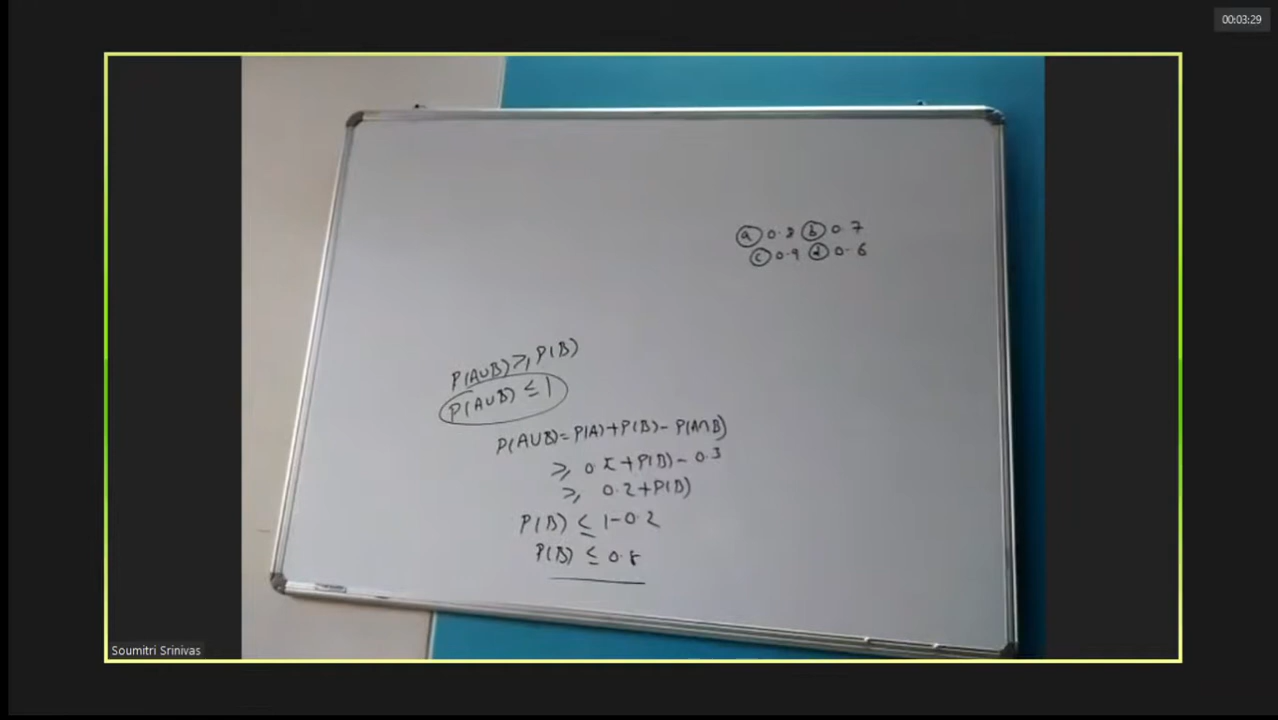 00:03:29
ⓐ 0.8 ⓑ 0.7
ⓒ 0.9 ⓓ 0.6
P(A∪B) ≥ P(B)
P(A∪B) ≤ 1
P(A∪B) = P(A) + P(B) - P(A∩B)
≥ 0.5 + P(B) - 0.3
≥ 0.2 + P(B)
P(B) ≤ 1 - 0.2
P(B) ≤ 0.8
Soumitri Srinivas